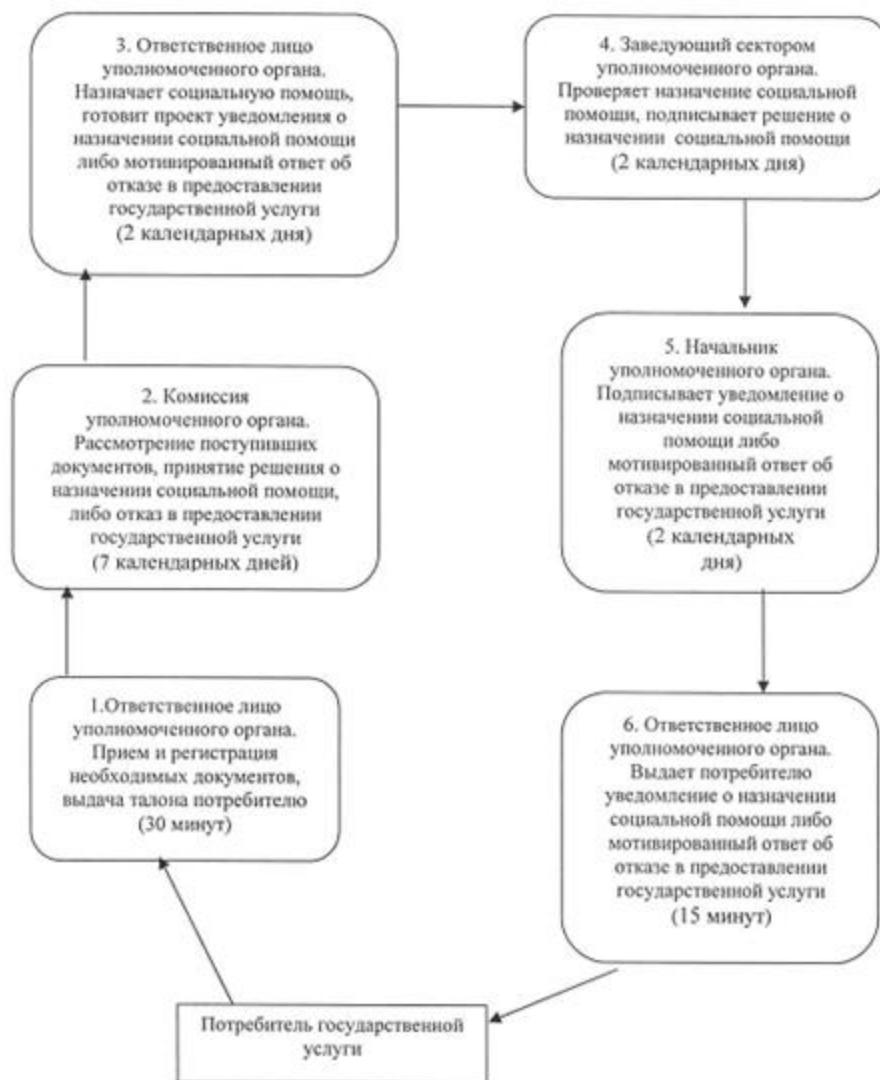 3. Ответственное лицо
уполномоченного органа.
Назначает социальную помощь,
готовит проект уведомления о
назначении социальной помощи
либо мотивированный ответ об
отказе в предоставлении
государственной услуги
(2 календарных дня)
4. Заведующий сектором
уполномоченного органа.
Проверяет назначение социальной
помощи, подписывает решение о
назначении социальной помощи
(2 календарных дня)
2. Комиссия
уполномоченного органа.
Рассмотрение поступивших
документов, принятие решения о
назначении социальной помощи,
либо отказ в предоставлении
государственной услуги
(7 календарных дней)
5. Начальник
уполномоченного органа.
Подписывает уведомление о
назначении социальной
помощи либо
мотивированный ответ об
отказе в предоставлении
государственной услуги
(2 календарных
дня)
1.Ответственное лицо
уполномоченного органа.
Прием и регистрация
необходимых документов,
выдача талона потребителю
(30 минут)
6. Ответственное лицо
уполномоченного органа.
Выдает потребителю
уведомление о назначении
социальной помощи либо
мотивированный ответ об
отказе в предоставлении
государственной услуги
(15 минут)
Потребитель государственной
услуги